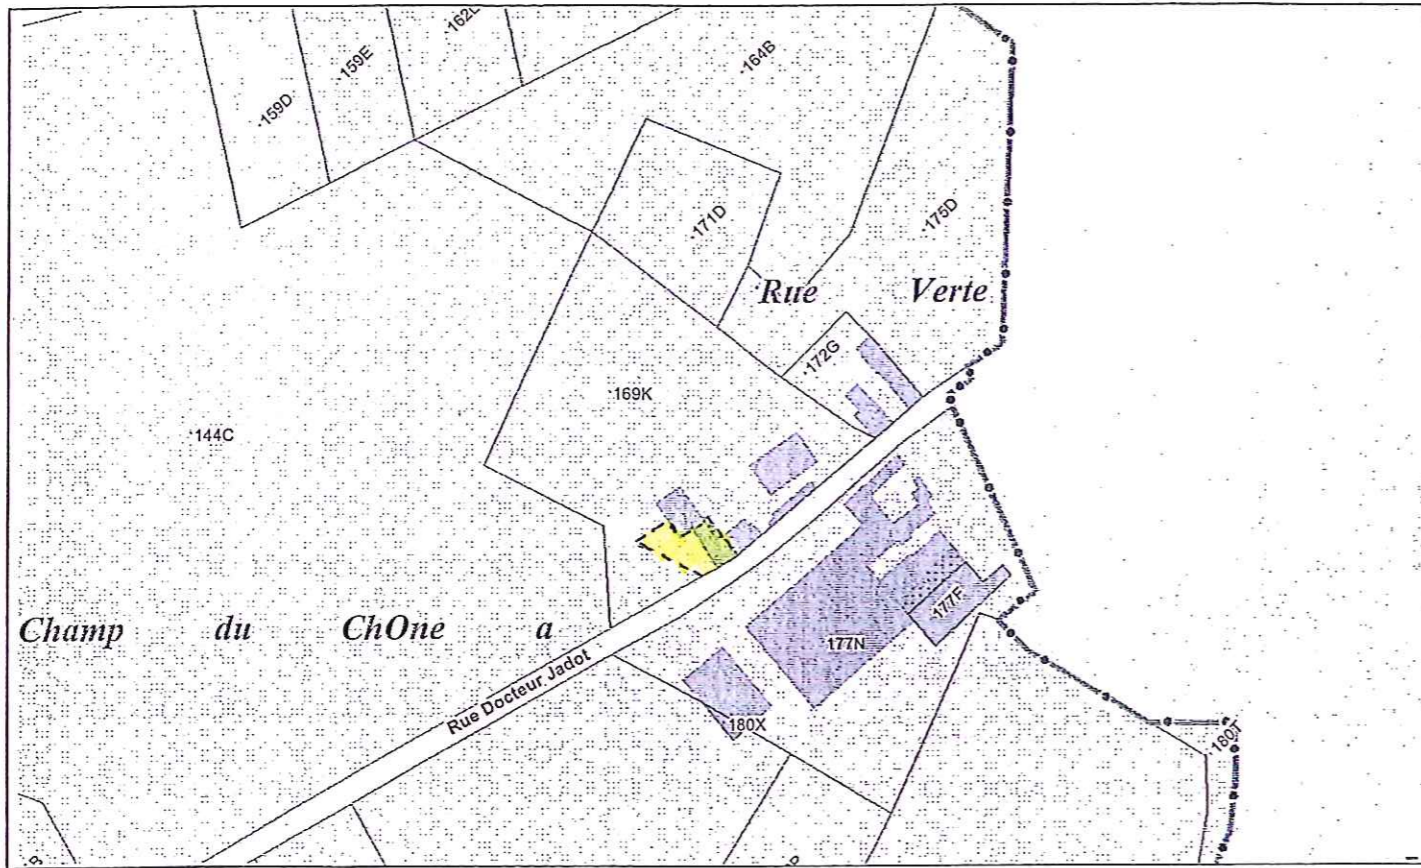 162L
159E
159D
164B
171D
175D
Rue Verte
172G
169K
144C
Champ du ChOne a
177F
177N
Rue Docteur Jadot
180X
180T